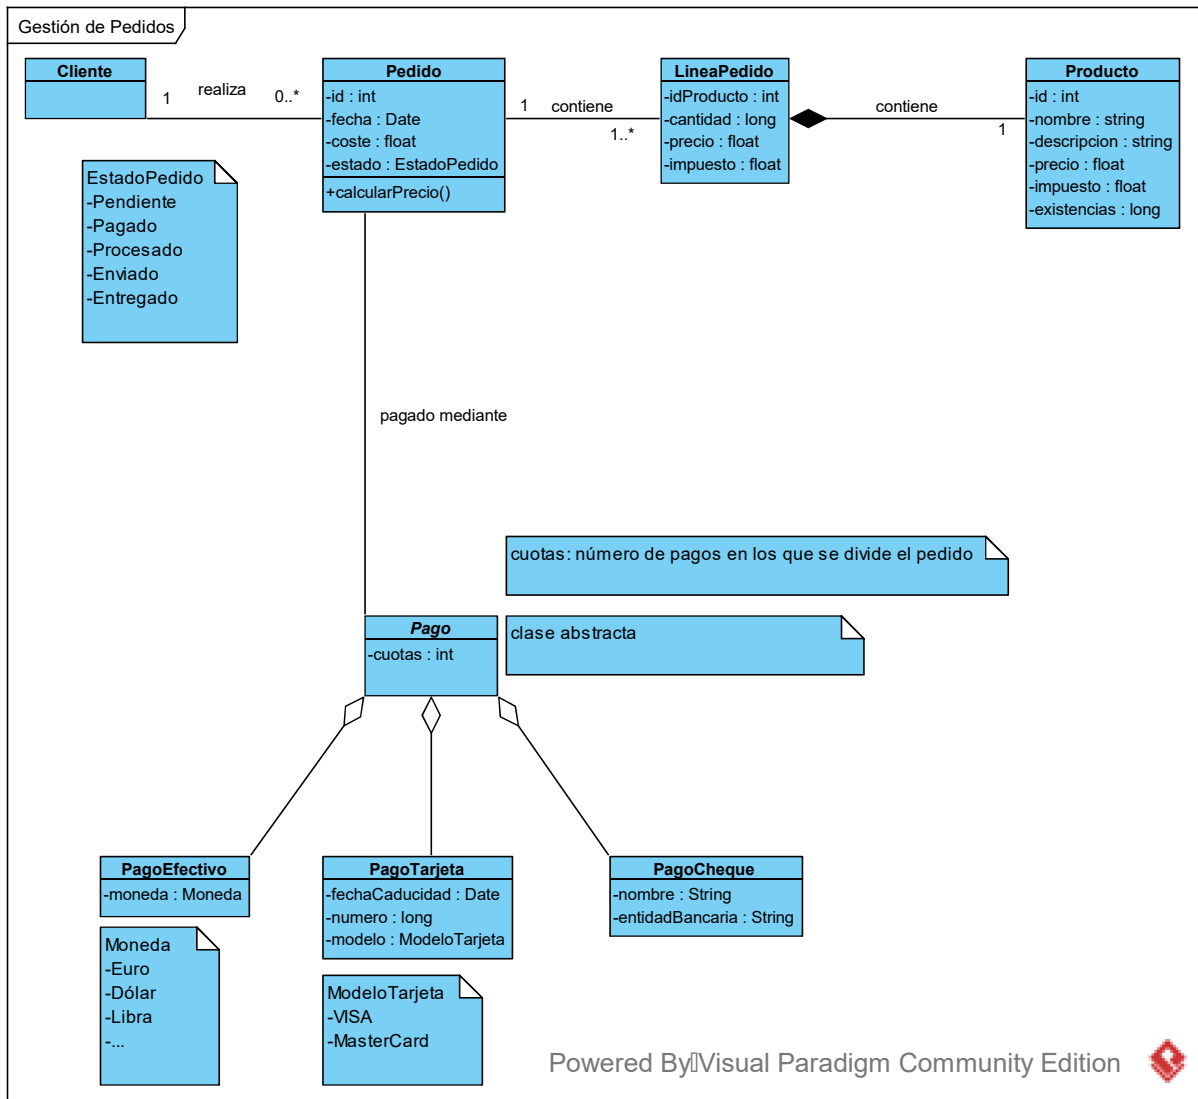 Gestión de Pedidos
Cliente
1
realiza
0..*
Pedido
-id : int
-fecha : Date
-coste : float
-estado : EstadoPedido
+calcularPrecio()
1
contiene
1..*
LineaPedido
-idProducto : int
-cantidad : long
-precio : float
-impuesto : float
contiene
1
Producto
-id : int
-nombre : string
-descripcion : string
-precio : float
-impuesto : float
-existencias : long
EstadoPedido
-Pendiente
-Pagado
-Procesado
-Enviado
-Entregado
pagado mediante
cuotas: número de pagos en los que se divide el pedido
Pago
-cuotas : int
clase abstracta
PagoEfectivo
-moneda : Moneda
PagoTarjeta
-fechaCaducidad : Date
-numero : long
-modelo : ModeloTarjeta
PagoCheque
-nombre : String
-entidadBancaria : String
Moneda
-Euro
-Dólar
-Libra
-...
ModeloTarjeta
-VISA
-MasterCard
Powered By▯Visual Paradigm Community Edition